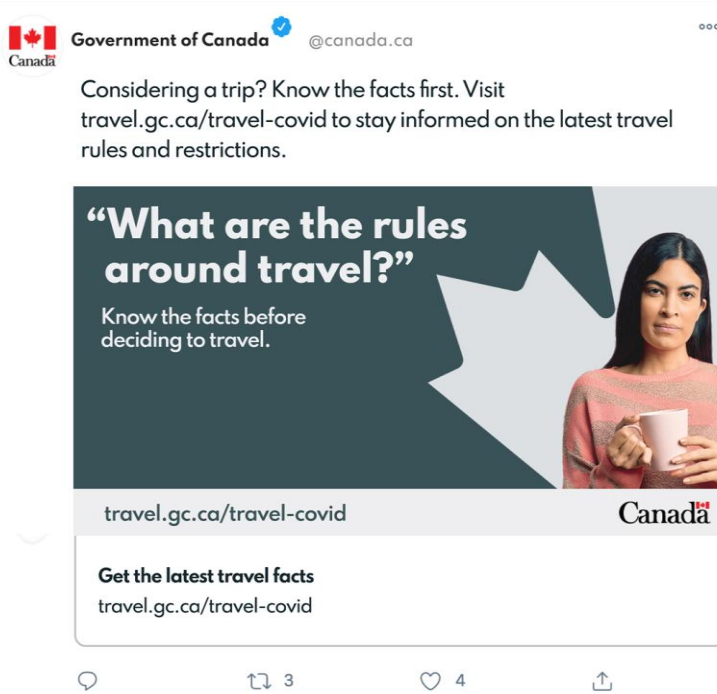 Government of Canada @canada.ca
Canada
Considering a trip? Know the facts first. Visit
travel.gc.ca/travel-covid to stay informed on the latest travel
rules and restrictions.
“What are the rules
around travel?”
Know the facts before
deciding to travel.
travel.gc.ca/travel-covid
Canada
Get the latest travel facts
travel.gc.ca/travel-covid
3
4